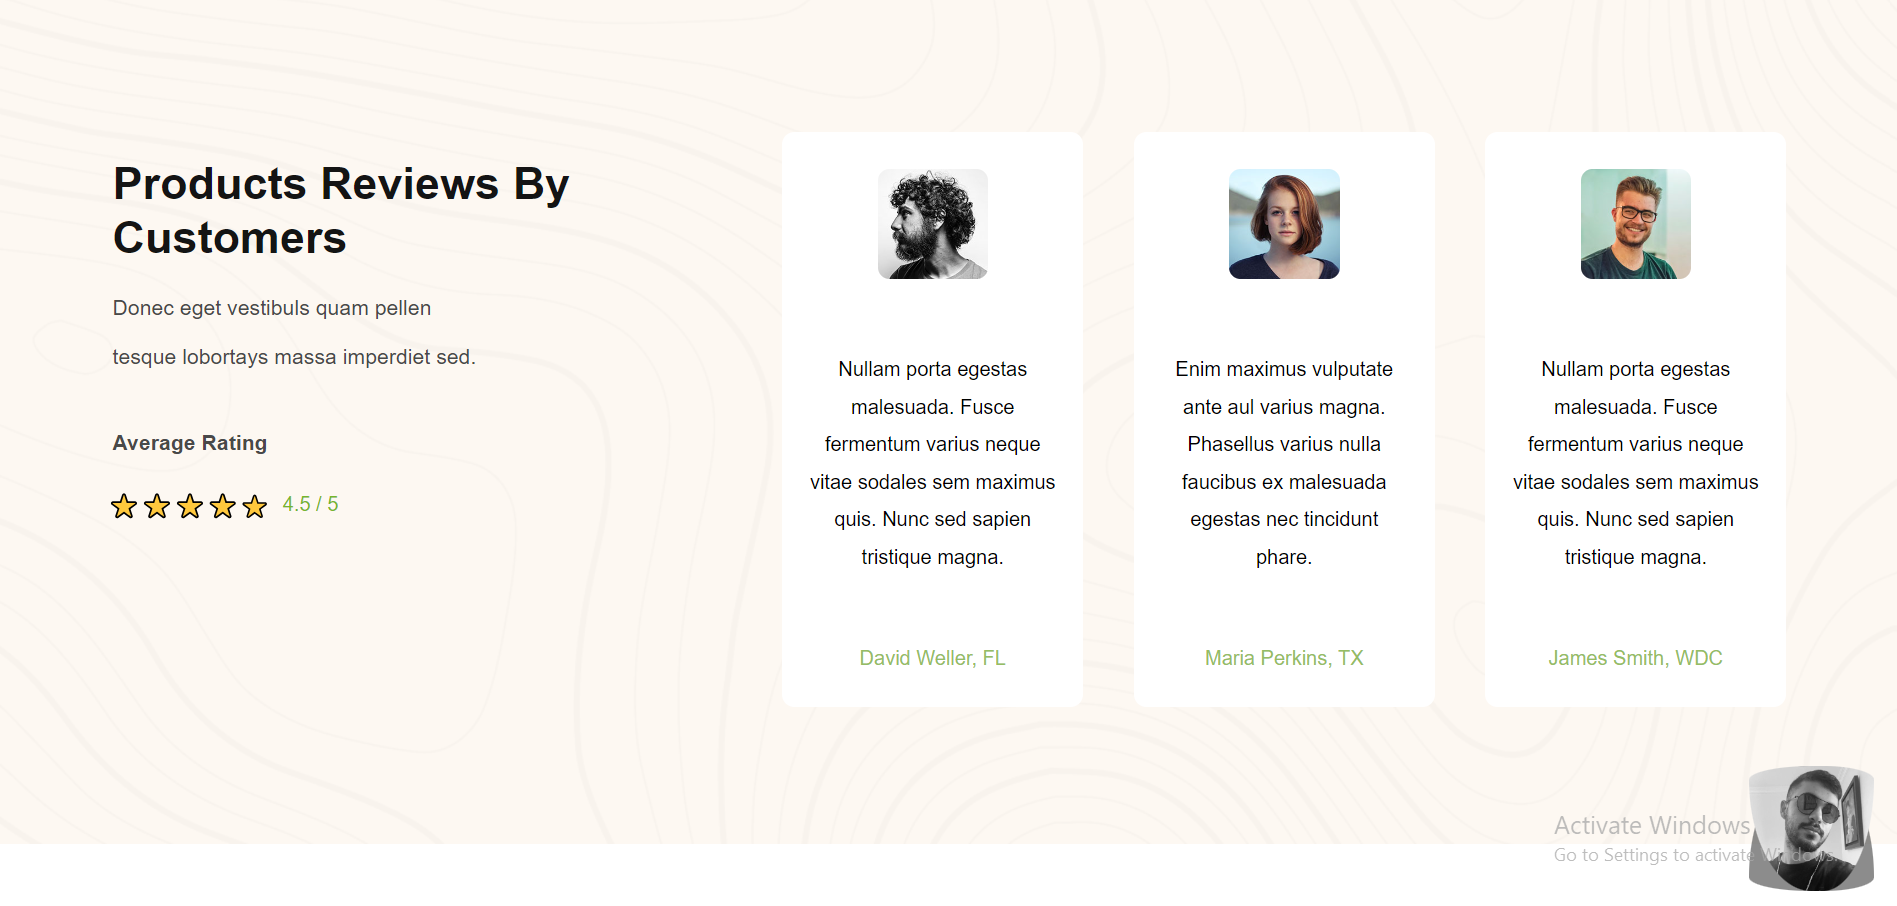 Products Reviews By
Customers
Donec eget vestibuls quam pellen
tesque lobortays massa imperdiet sed.
Average Rating
4.5 / 5
Nullam porta egestas
malesuada. Fusce
fermentum varius neque
vitae sodales sem maximus
quis. Nunc sed sapien
tristique magna.
David Weller, FL
Enim maximus vulputate
ante aul varius magna.
Phasellus varius nulla
faucibus ex malesuada
egestas nec tincidunt
phare.
Maria Perkins, TX
Nullam porta egestas
malesuada. Fusce
fermentum varius neque
vitae sodales sem maximus
quis. Nunc sed sapien
tristique magna.
James Smith, WDC
Activate Windows
Go to Settings to activate Windows.